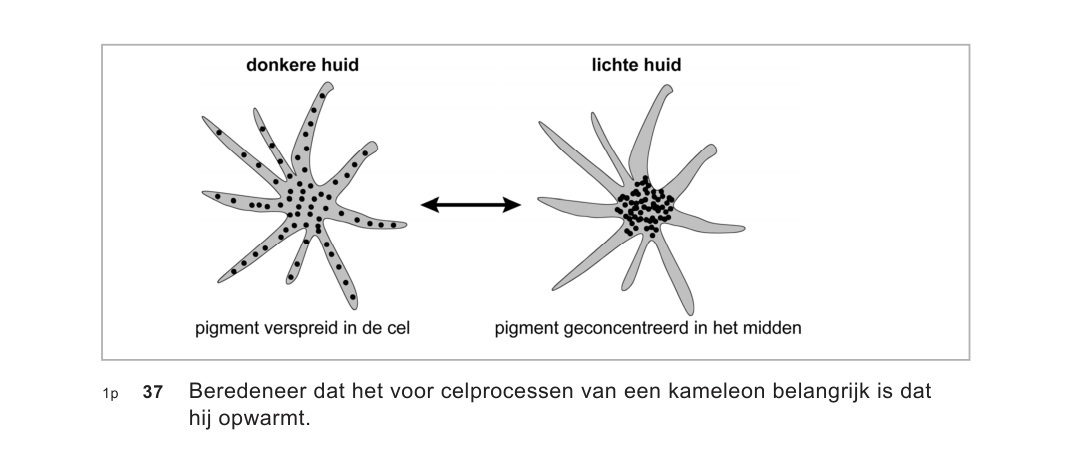 donkere huid
lichte huid
pigment verspreid in de cel
pigment geconcentreerd in het midden
1p 37 Beredeneer dat het voor celprocessen van een kameleon belangrijk is dat
hij opwarmt.